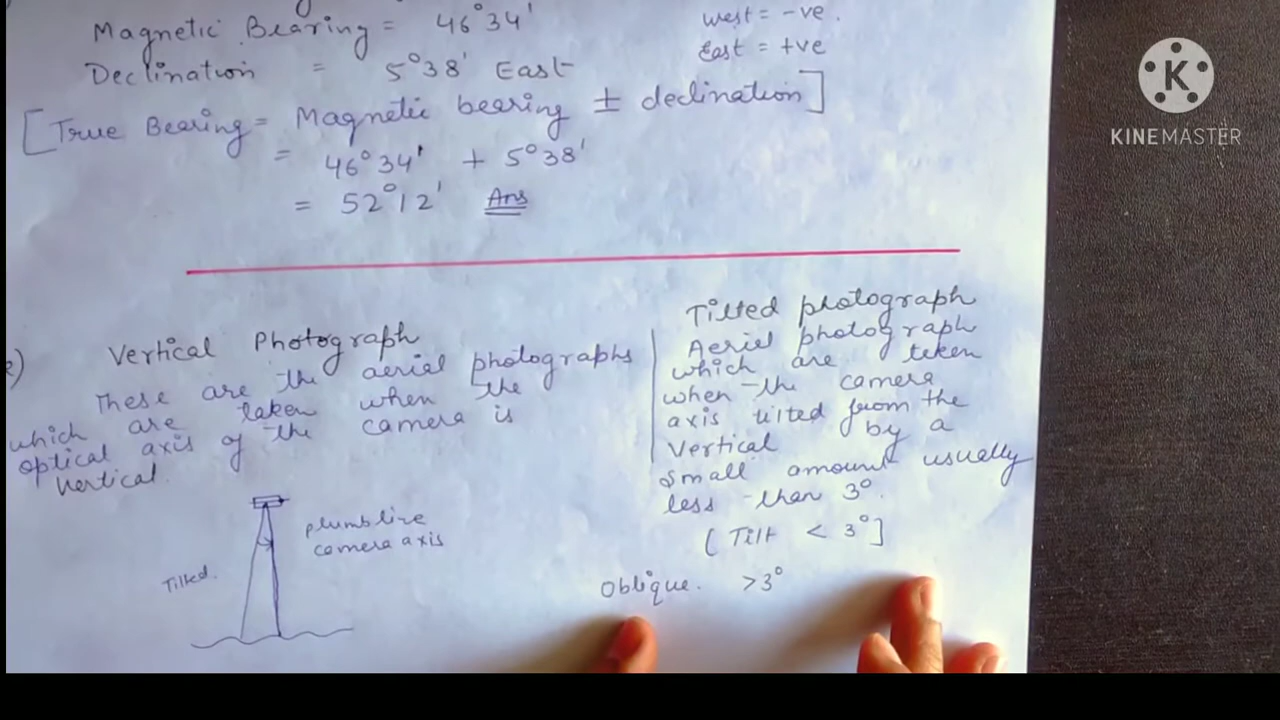 Magnetic Bearing = 46°34'
west = -ve.
Declination = 5°38' East
East = +ve
[True Bearing = Magnetic bearing ± declination]
= 46°34' + 5°38'
= 52°12' Ans
Vertical Photograph
These are the aerial photographs
which are taken when the
optical axis of the camera is
Vertical.
Tilted photograph
Aerial photograph
which are taken
when the camera
axis tilted from the
Vertical by a
small amount usually
less than 3°.
[Tilt < 3°]
Oblique. >3°
plumb line
camera axis
Tilted.
K
KINEMASTER